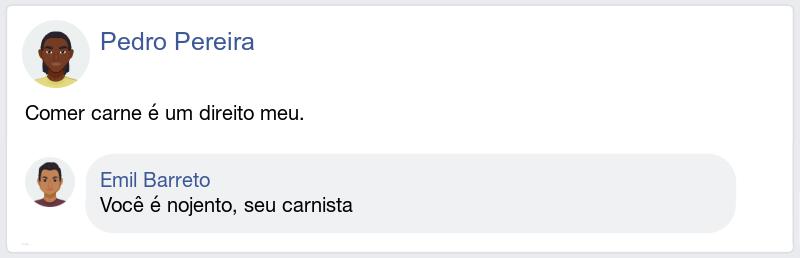 Pedro Pereira
Comer carne é um direito meu.
Emil Barreto
Você é nojento, seu carnista